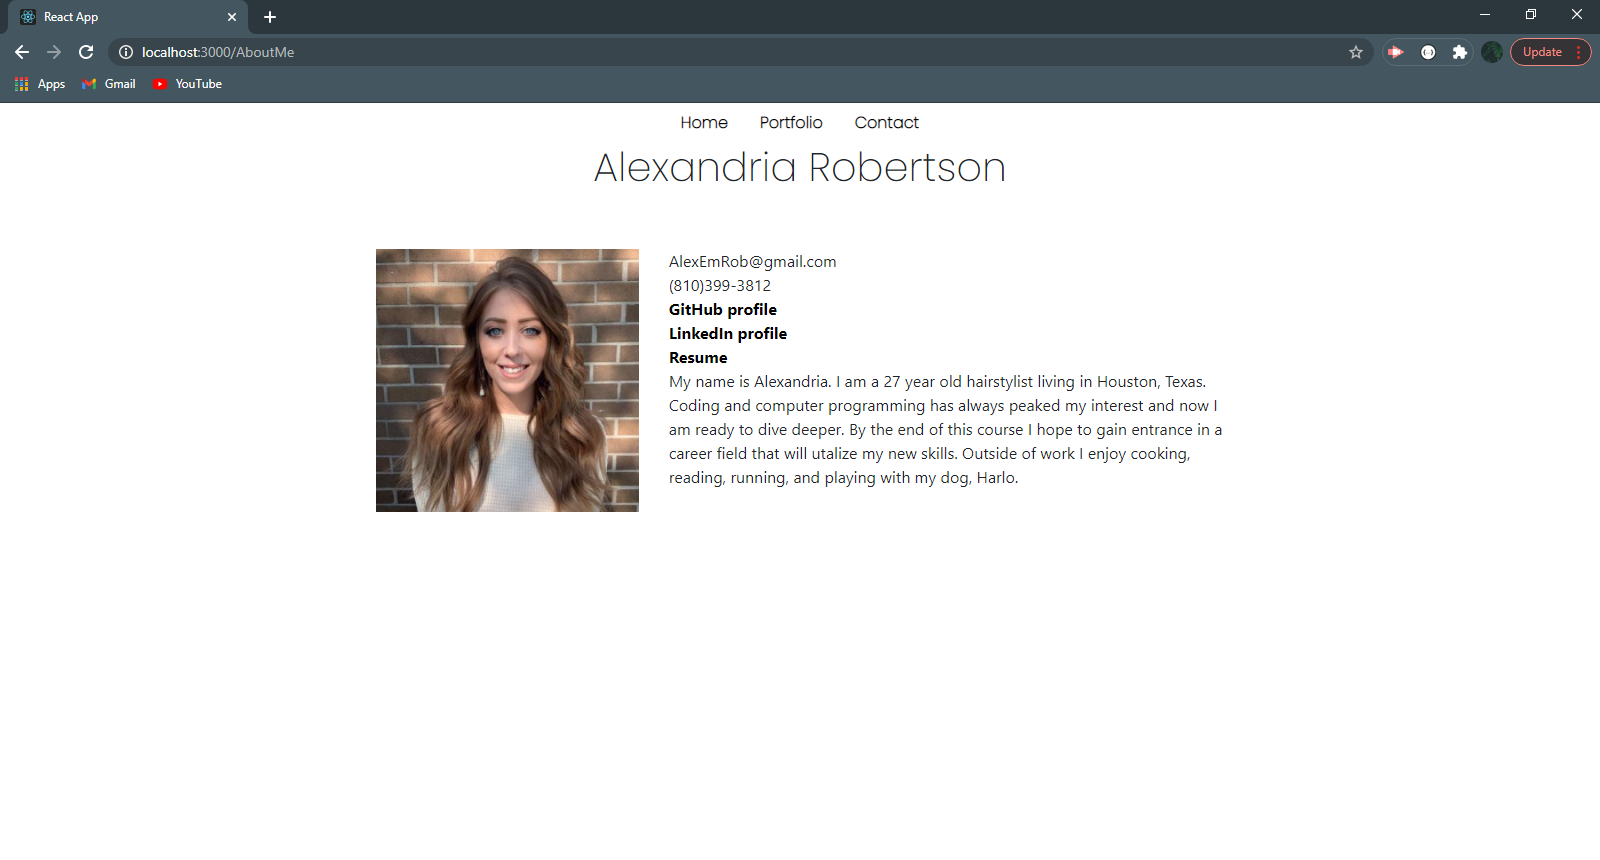 React App
localhost:3000/AboutMe
Update
Apps Gmail YouTube
Home Portfolio Contact
Alexandria Robertson
AlexEmRob@gmail.com
(810)399-3812
GitHub profile
LinkedIn profile
Resume
My name is Alexandria. I am a 27 year old hairstylist living in Houston, Texas.
Coding and computer programming has always peaked my interest and now I
am ready to dive deeper. By the end of this course I hope to gain entrance in a
career field that will utalize my new skills. Outside of work I enjoy cooking,
reading, running, and playing with my dog, Harlo.